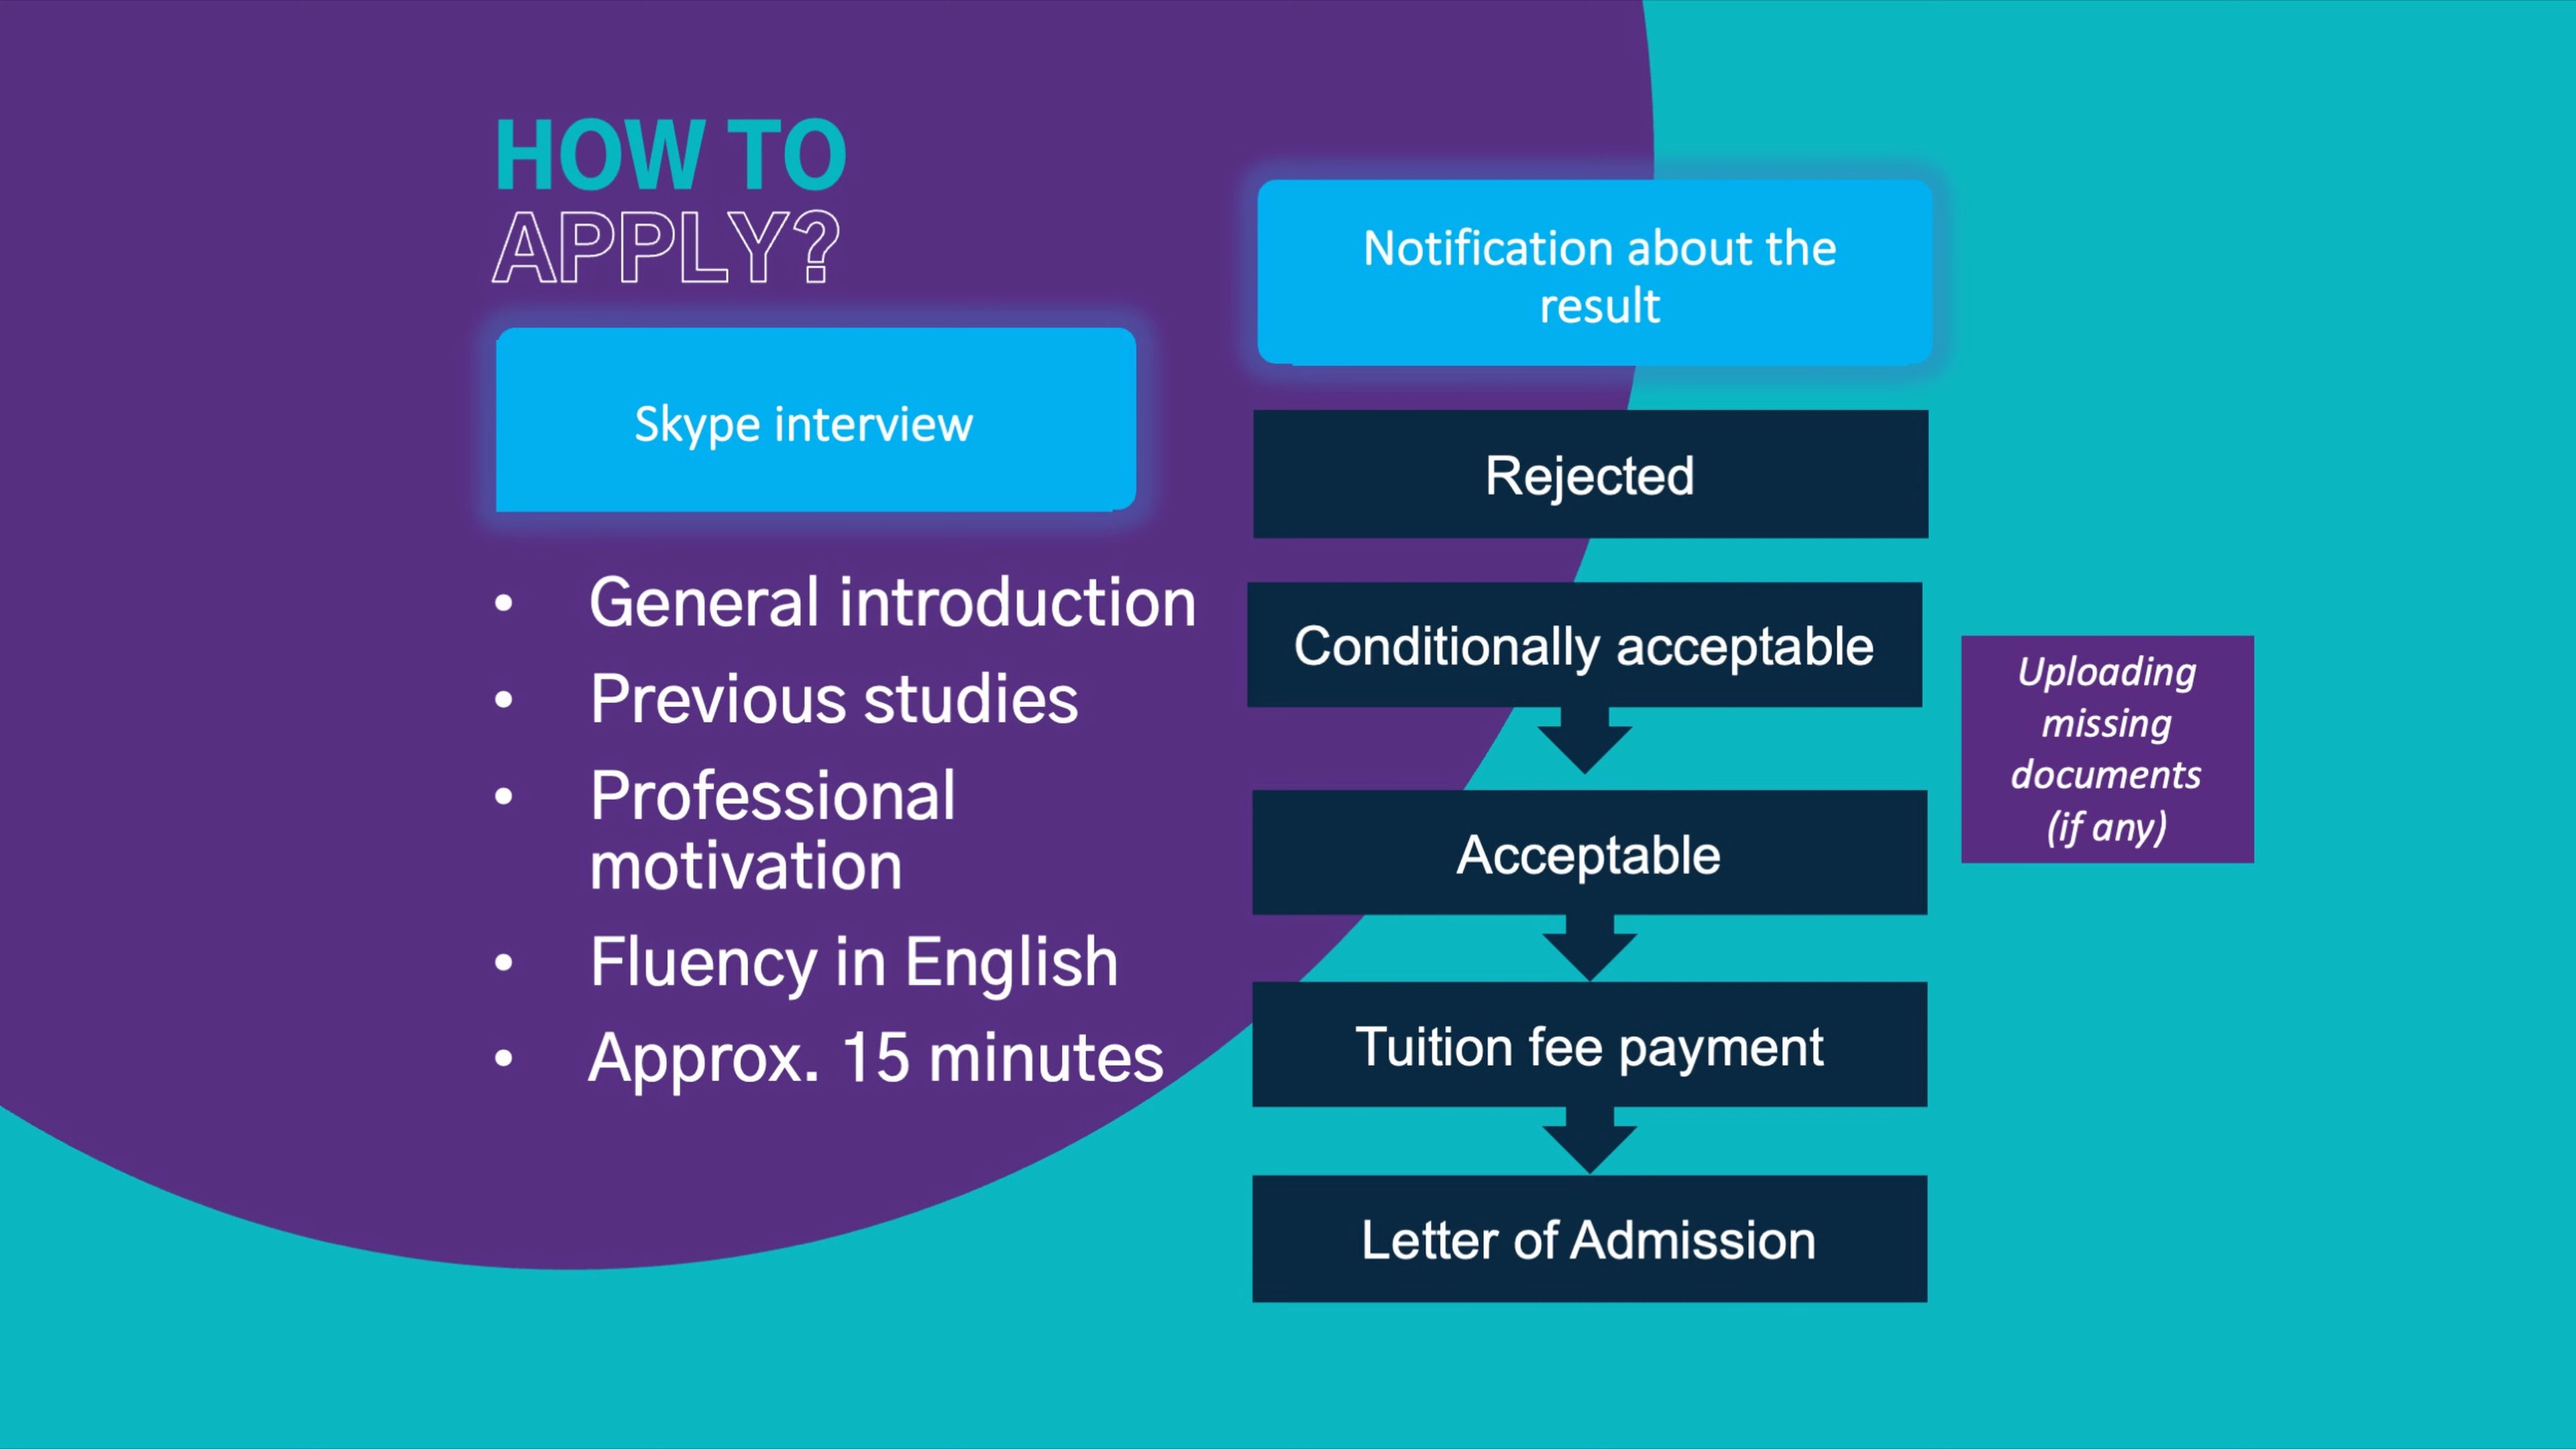 HOW TO
APPLY?
Skype interview
• General introduction
• Previous studies
• Professional
motivation
• Fluency in English
• Approx. 15 minutes
Notification about the
result
Rejected
Conditionally acceptable
Uploading
missing
documents
(if any)
Acceptable
Tuition fee payment
Letter of Admission